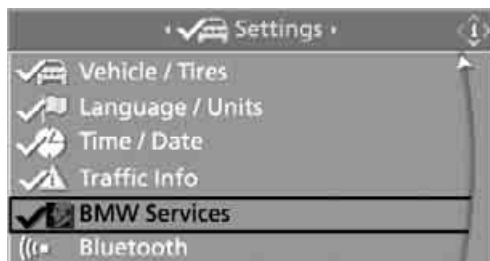 Settings
Vehicle / Tires
Language / Units
Time / Date
Traffic Info
BMW Services
Bluetooth